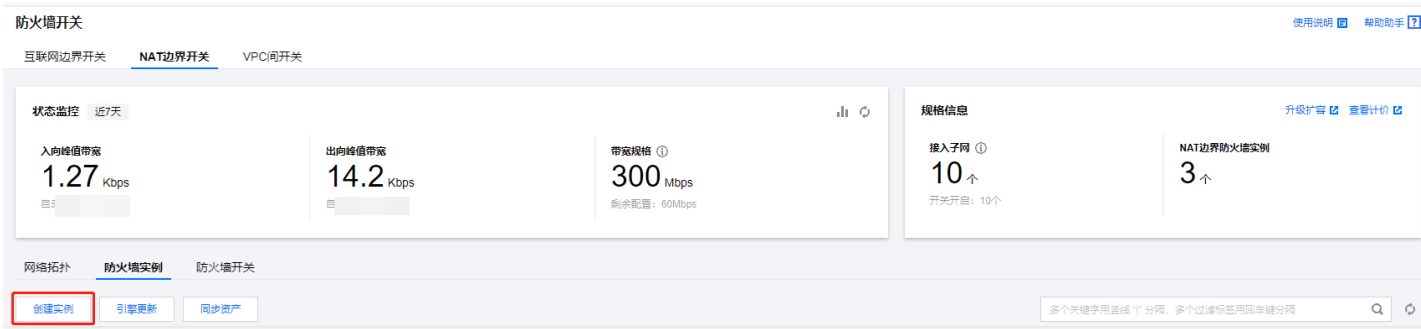 防火墙开关
使用说明 帮助助手 ?
互联网边界开关 NAT边界开关 VPC间开关
状态监控 近7天
入向峰值带宽
1.27 Kbps
出向峰值带宽
14.2 Kbps
带宽规格
300 Mbps
剩余配置：60Mbps
规格信息
升级扩容 查看计价
接入子网
10 个
开关开启：10个
NAT边界防火墙实例
3 个
网络拓扑 防火墙实例 防火墙开关
创建实例 引擎更新 同步资产
多个关键字用竖线 "|" 分隔，多个过滤标签用回车键分隔